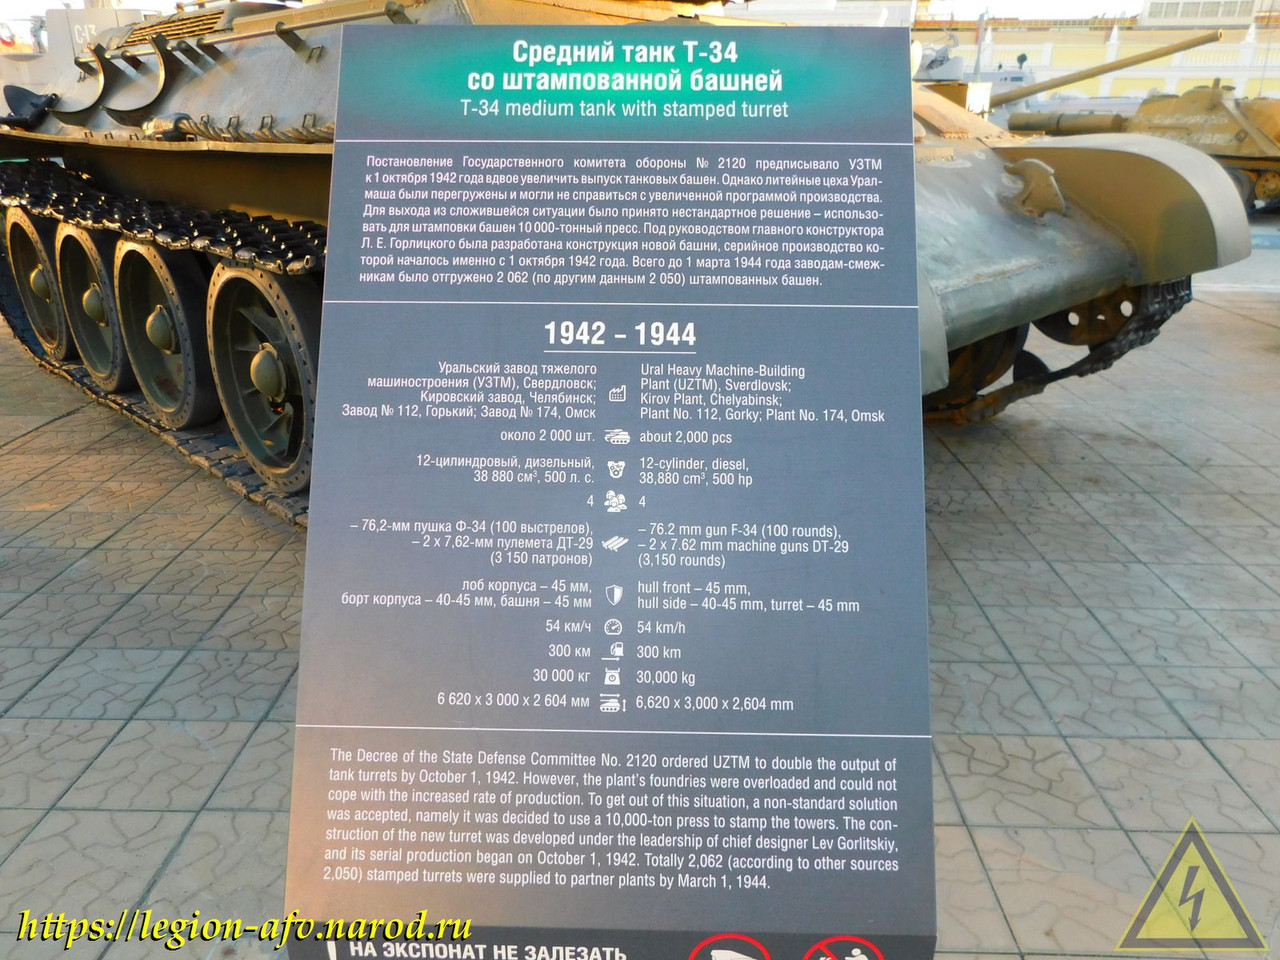 С-13
Средний танк Т-34
со штампованной башней
T-34 medium tank with stamped turret
Постановление Государственного комитета обороны № 2120 предписывало УЗТМ
к 1 октября 1942 года вдвое увеличить выпуск танковых башен. Однако литейные цеха Урал-
маша были перегружены и могли не справиться с увеличенной программой производства.
Для выхода из сложившейся ситуации было принято нестандартное решение – использо-
вать для штамповки башен 10 000-тонный пресс. Под руководством главного конструктора
Л. Е. Горлицкого была разработана конструкция новой башни, серийное производство ко-
торой началось именно с 1 октября 1942 года. Всего до 1 марта 1944 года заводам-смеж-
никам было отгружено 2 062 (по другим данным 2 050) штампованных башен.
1942 – 1944
Уральский завод тяжелого
машиностроения (УЗТМ), Свердловск;
Кировский завод, Челябинск;
Завод № 112, Горький; Завод № 174, Омск
Ural Heavy Machine-Building
Plant (UZTM), Sverdlovsk;
Kirov Plant, Chelyabinsk;
Plant No. 112, Gorky; Plant No. 174, Omsk
около 2 000 шт. about 2,000 pcs
12-цилиндровый, дизельный,
38 880 см³, 500 л. с.
12-cylinder, diesel,
38,880 cm³, 500 hp
4 4
– 76,2-мм пушка Ф-34 (100 выстрелов),
– 2 x 7,62-мм пулемета ДТ-29
(3 150 патронов)
– 76.2 mm gun F-34 (100 rounds),
– 2 x 7.62 mm machine guns DT-29
(3,150 rounds)
лоб корпуса – 45 мм,
борт корпуса – 40-45 мм, башня – 45 мм
hull front – 45 mm,
hull side – 40-45 mm, turret – 45 mm
54 км/ч 54 km/h
300 км 300 km
30 000 кг 30,000 kg
6 620 x 3 000 x 2 604 мм 6,620 x 3,000 x 2,604 mm
The Decree of the State Defense Committee No. 2120 ordered UZTM to double the output of
tank turrets by October 1, 1942. However, the plant's foundries were overloaded and could not
cope with the increased rate of production. To get out of this situation, a non-standard solution
was accepted, namely it was decided to use a 10,000-ton press to stamp the towers. The con-
struction of the new turret was developed under the leadership of chief designer Lev Gorlitskiy,
and its serial production began on October 1, 1942. Totally 2,062 (according to other sources
2,050) stamped turrets were supplied to partner plants by March 1, 1944.
https://legion-afv.narod.ru
! НА ЭКСПОНАТ НЕ ЗАЛЕЗАТЬ